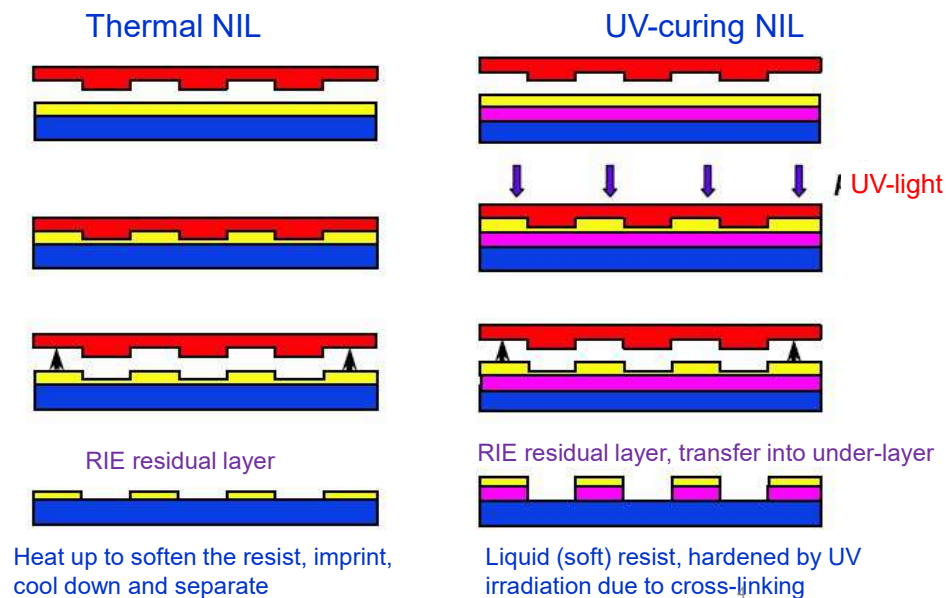 Thermal NIL
UV-curing NIL
UV-light
RIE residual layer
RIE residual layer, transfer into under-layer
Heat up to soften the resist, imprint,
cool down and separate
Liquid (soft) resist, hardened by UV
irradiation due to cross-linking